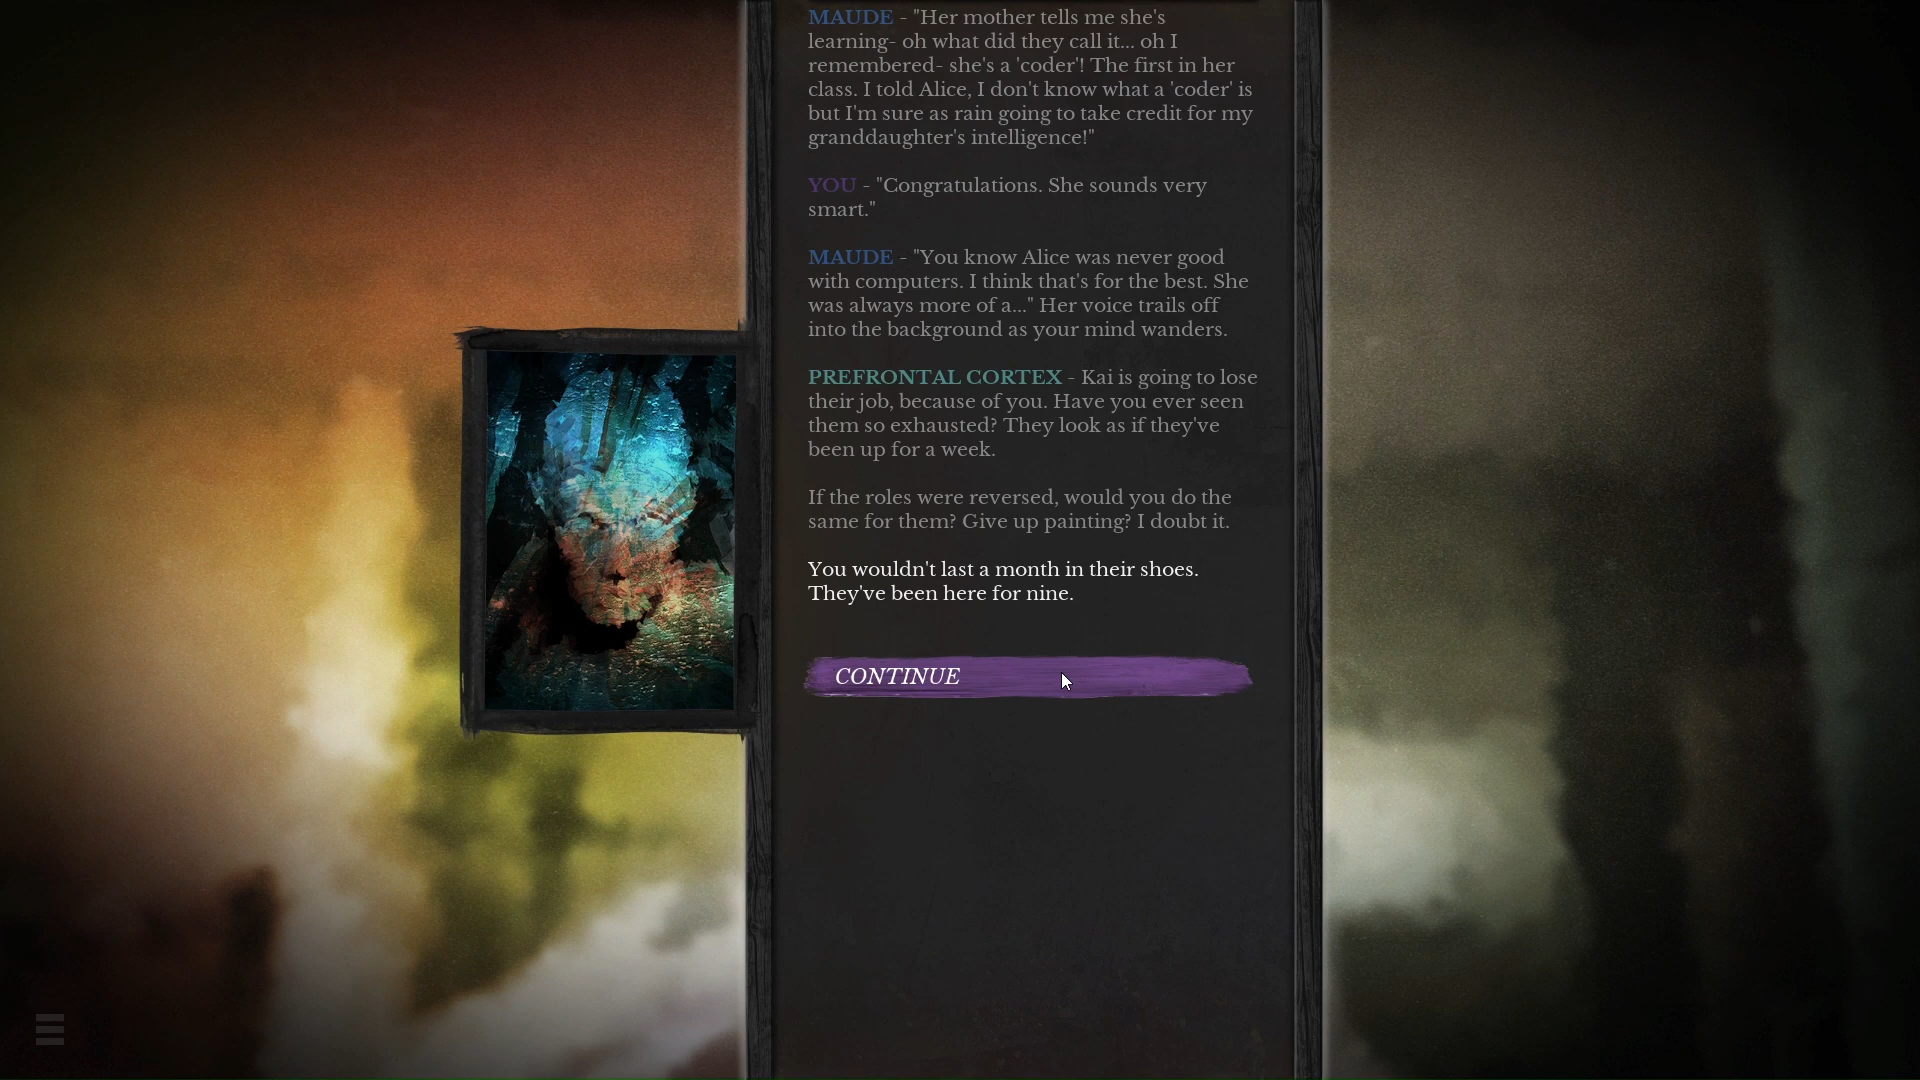 MAUDE - "Her mother tells me she's
learning- oh what did they call it... oh I
remembered- she's a 'coder'! The first in her
class. I told Alice, I don't know what a 'coder' is
but I'm sure as rain going to take credit for my
granddaughter's intelligence!"
YOU - "Congratulations. She sounds very
smart."
MAUDE - "You know Alice was never good
with computers. I think that's for the best. She
was always more of a..." Her voice trails off
into the background as your mind wanders.
PREFRONTAL CORTEX - Kai is going to lose
their job, because of you. Have you ever seen
them so exhausted? They look as if they've
been up for a week.
If the roles were reversed, would you do the
same for them? Give up painting? I doubt it.
You wouldn't last a month in their shoes.
They've been here for nine.
CONTINUE